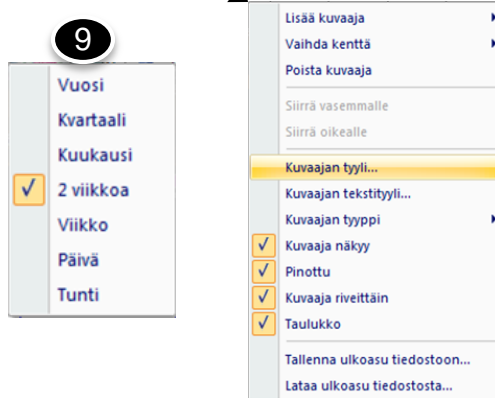 9
Vuosi
Kvartaali
Kuukausi
2 viikkoa
Viikko
Päivä
Tunti
Lisää kuvaaja
Vaihda kenttä
Poista kuvaaja
Siirrä vasemmalle
Siirrä oikealle
Kuvaajan tyyli...
Kuvaajan tekstityyli...
Kuvaajan tyyppi
Kuvaaja näkyy
Pinottu
Kuvaaja riveittäin
Taulukko
Tallenna ulkoasu tiedostoon...
Lataa ulkoasu tiedostosta...